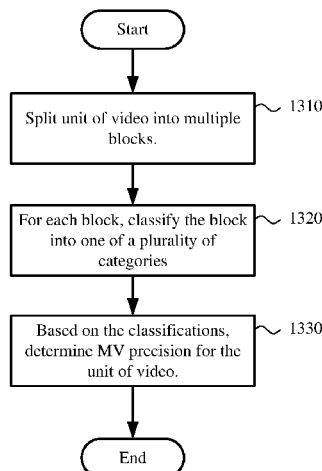 Start
Split unit of video into multiple
blocks.
1310
For each block, classify the block
into one of a plurality of
categories
1320
Based on the classifications,
determine MV precision for the
unit of video.
1330
End